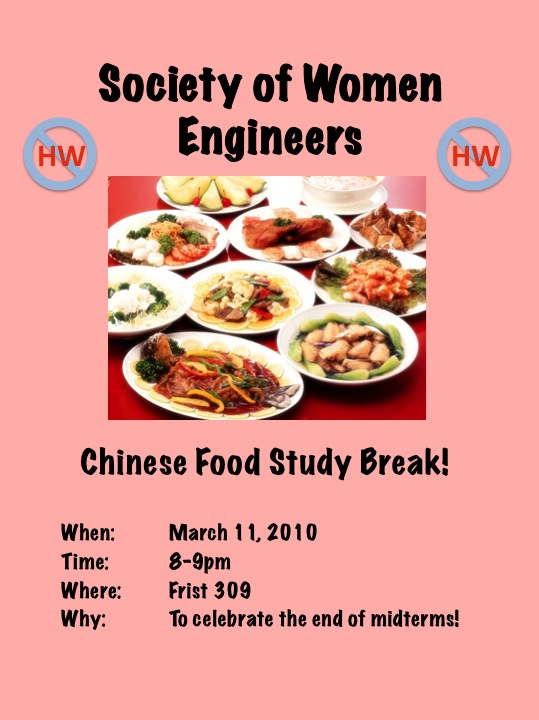 Society of Women
Engineers
HW
HW
Chinese Food Study Break!
When: March 11, 2010
Time: 8-9pm
Where: Frist 309
Why: To celebrate the end of midterms!